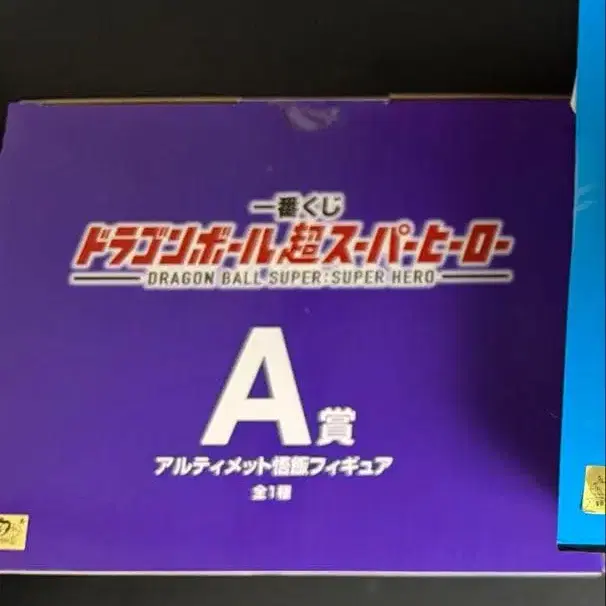 一番くじ
ドラゴンボール超スーパーヒーロー
DRAGON BALL SUPER: SUPER HERO
A賞
アルティメット悟飯フィギュア
全1種